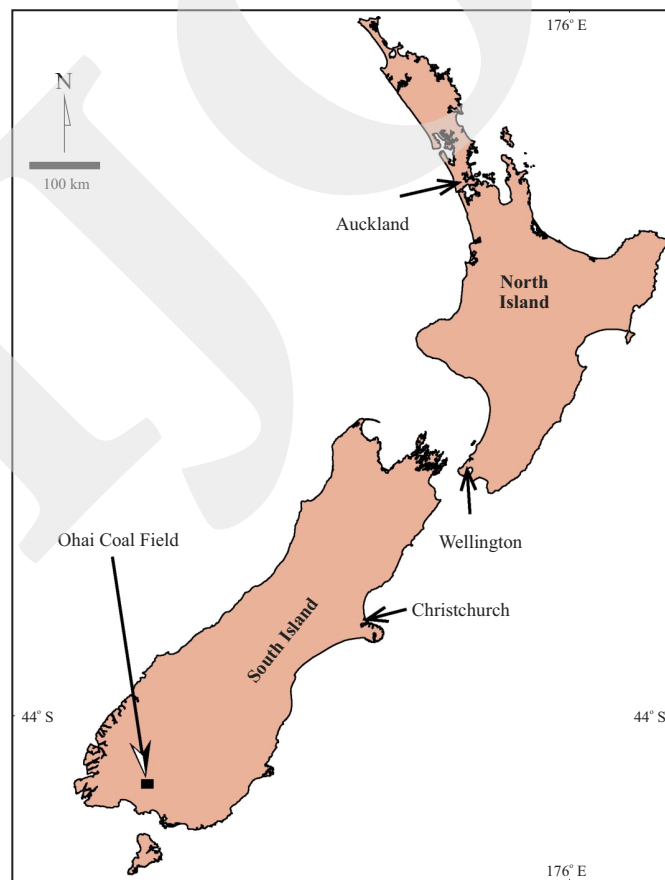 176° E
N
100 km
Auckland
North
Island
Wellington
Ohai Coal Field
Christchurch
South Island
44° S
44° S
176° E